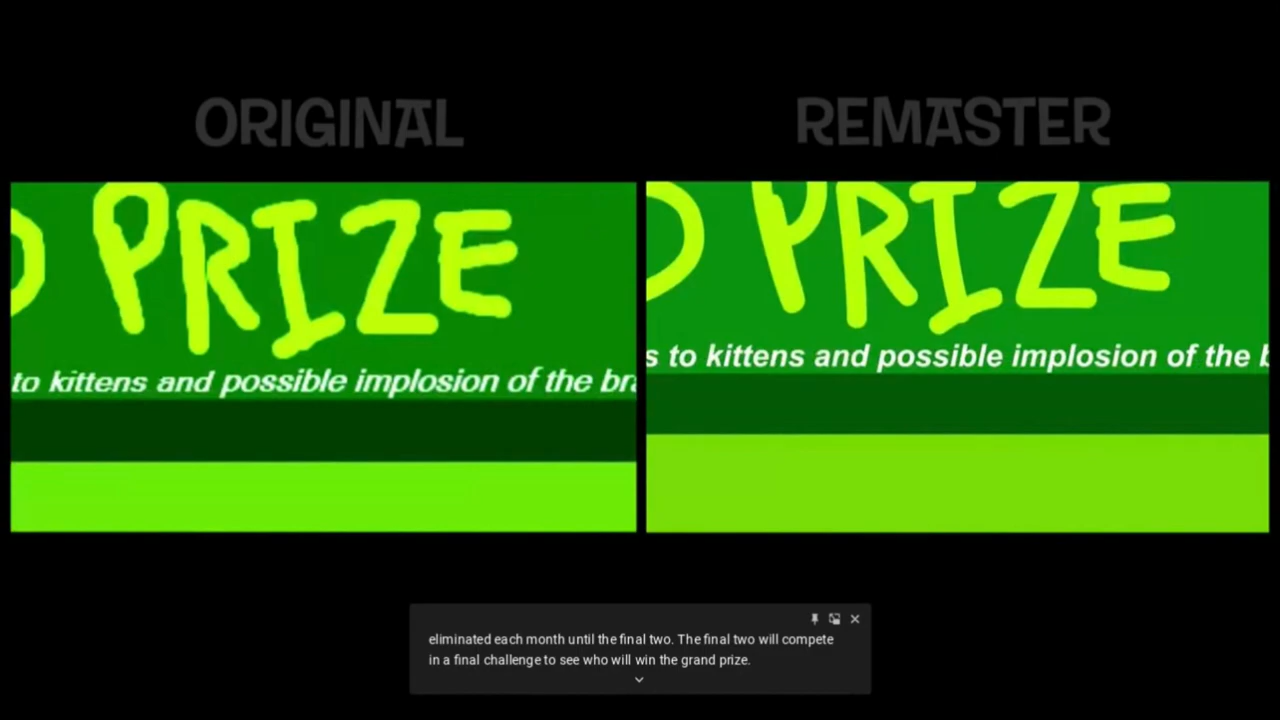 ORIGINAL
REMASTER
PRIZE
to kittens and possible implosion of the
PRIZE
to kittens and possible implosion of the
eliminated each month until the final two. The final two will compete
in a final challenge to see who will win the grand prize.